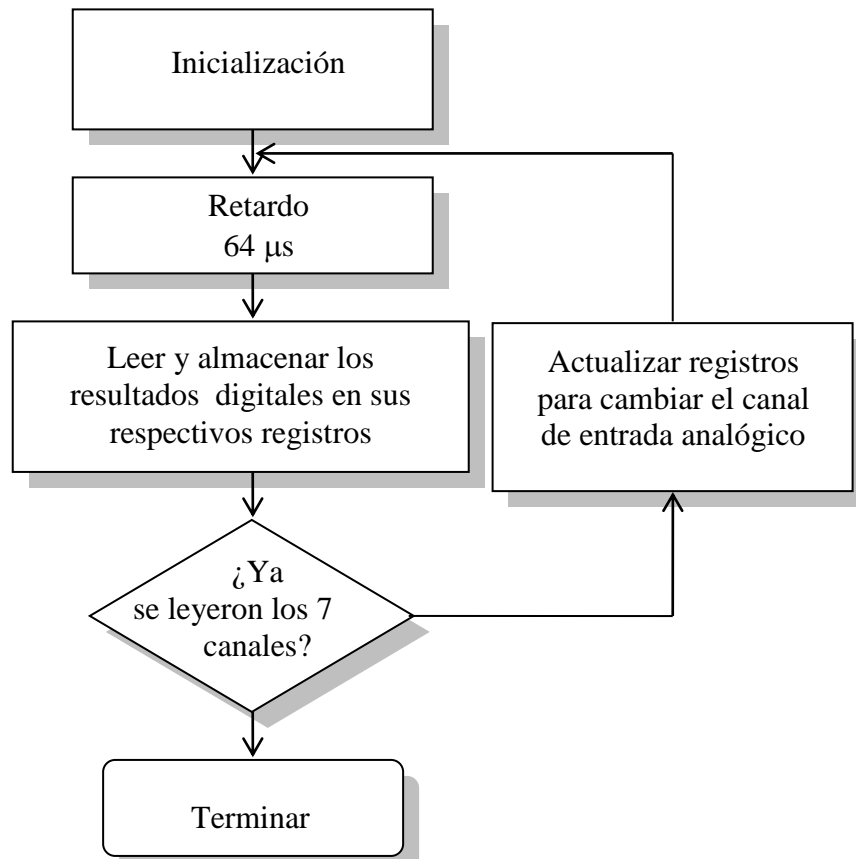 Inicialización
Retardo
64 μs
Leer y almacenar los
resultados digitales en sus
respectivos registros
Actualizar registros
para cambiar el canal
de entrada analógico
¿Ya
se leyeron los 7
canales?
Terminar